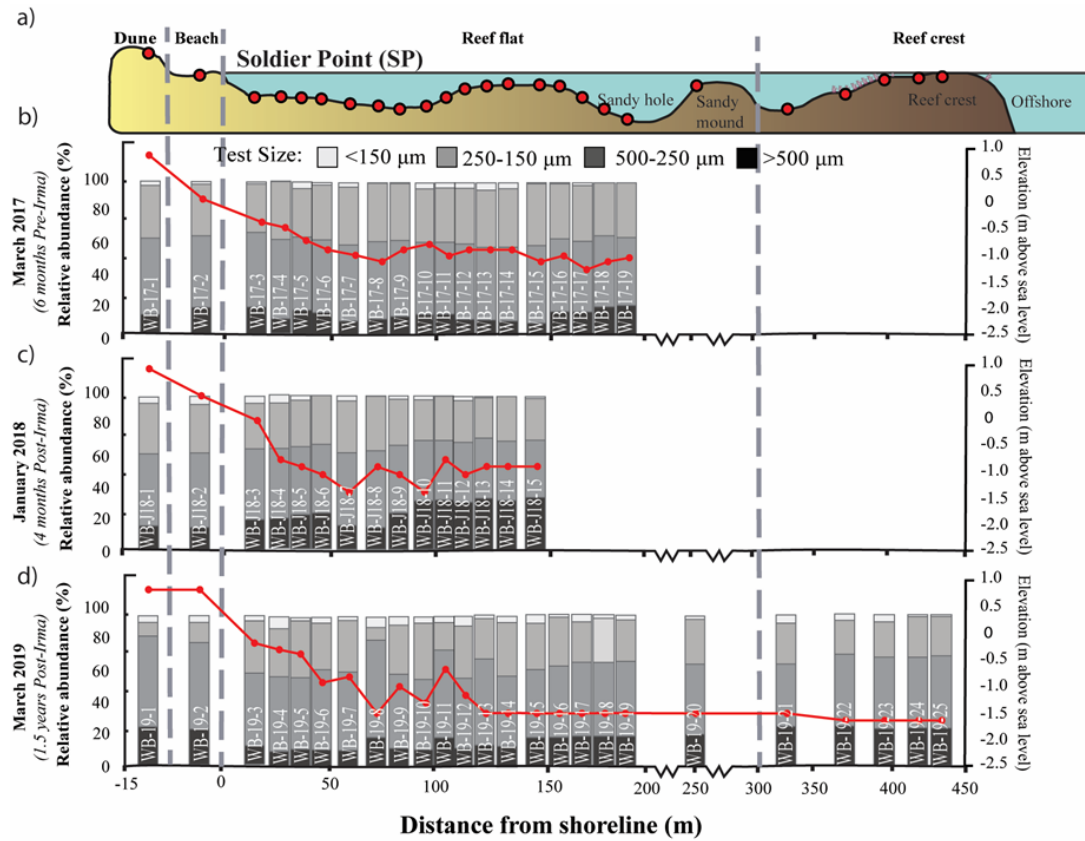 a)
Dune
Beach
Reef flat
Reef crest
Soldier Point (SP)
Sandy hole
Sandy mound
Reef crest
Offshore
b)
Test Size: <150 μm 250-150 μm 500-250 μm >500 μm
March 2017
(6 months Pre-Irma)
Relative abundance (%)
100
80
60
40
20
0
WB-17-1
WB-17-2
WB-17-3
WB-17-4
WB-17-5
WB-17-6
WB-17-7
WB-17-8
WB-17-9
WB-17-10
WB-17-11
WB-17-12
WB-17-13
WB-17-14
WB-17-15
WB-17-16
WB-17-17
WB-17-18
WB-17-19
1.0
0.5
0
-0.5
-1.0
-1.5
-2.0
-2.5
Elevation (m above sea level)
c)
January 2018
(4 months Post-Irma)
Relative abundance (%)
100
80
60
40
20
0
WB-J18-1
WB-J18-2
WB-J18-3
WB-J18-4
WB-J18-5
WB-J18-6
WB-J18-8
WB-J18-9
WB-J18-10
WB-J18-11
WB-J18-12
WB-J18-13
WB-J18-14
WB-J18-15
1.0
0.5
0
-0.5
-1.0
-1.5
-2.0
-2.5
Elevation (m above sea level)
d)
March 2019
(1.5 years Post-Irma)
Relative abundance (%)
100
80
60
40
20
0
WB-19-1
WB-19-2
WB-19-3
WB-19-4
WB-19-5
WB-19-6
WB-19-7
WB-19-8
WB-19-9
WB-19-10
WB-19-11
WB-19-12
WB-19-13
WB-19-14
WB-19-15
WB-19-16
WB-19-17
WB-19-18
WB-19-19
WB-19-20
WB-19-21
WB-19-22
WB-19-23
WB-19-24
WB-19-25
1.0
0.5
0
-0.5
-1.0
-1.5
-2.0
-2.5
Elevation (m above sea level)
-15
0
50
100
150
200
250
300
350
400
450
Distance from shoreline (m)